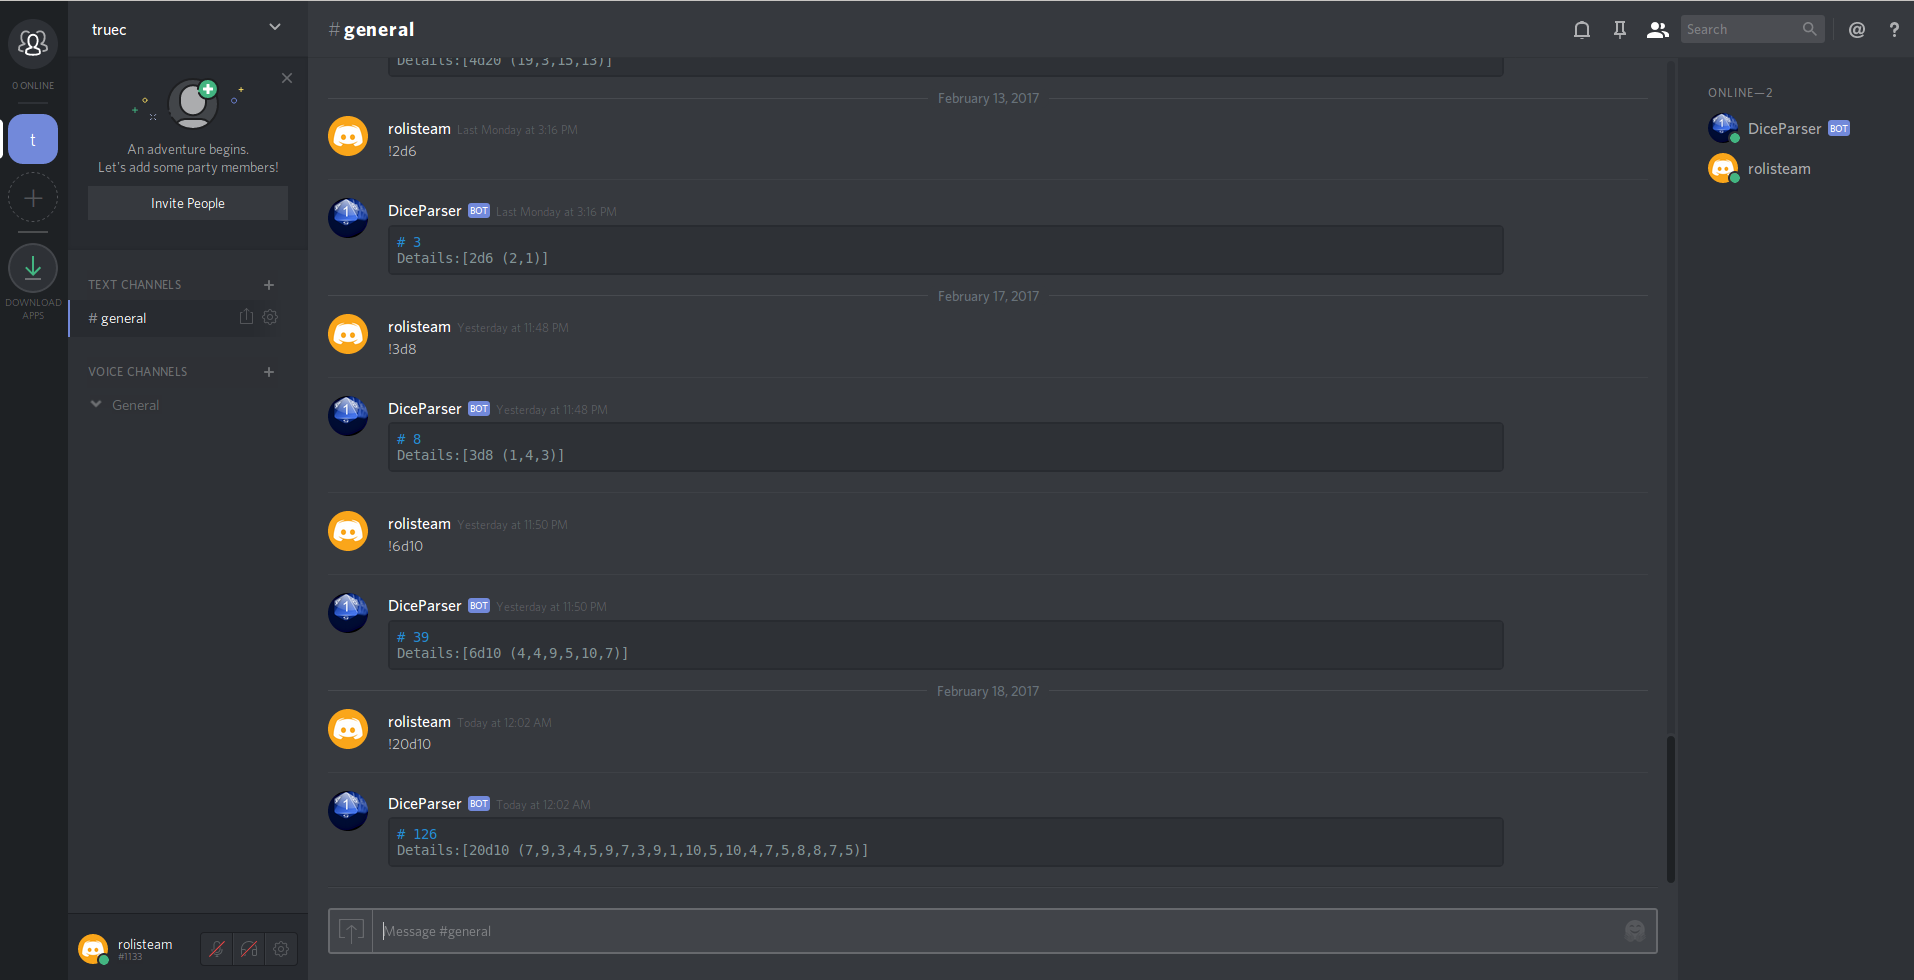 0 ONLINE
t
DOWNLOAD
APPS
truec
An adventure begins.
Let's add some party members!
Invite People
TEXT CHANNELS
# general
VOICE CHANNELS
General
rolisteam
#1133
# general
Search
@
?
Details:[4d20 (19,3,15,13)]
February 13, 2017
rolisteam Last Monday at 3:16 PM
!2d6
DiceParser BOT Last Monday at 3:16 PM
# 3
Details:[2d6 (2,1)]
February 17, 2017
rolisteam Yesterday at 11:48 PM
!3d8
DiceParser BOT Yesterday at 11:48 PM
# 8
Details:[3d8 (1,4,3)]
rolisteam Yesterday at 11:50 PM
!6d10
DiceParser BOT Yesterday at 11:50 PM
# 39
Details:[6d10 (4,4,9,5,10,7)]
February 18, 2017
rolisteam Today at 12:02 AM
!20d10
DiceParser BOT Today at 12:02 AM
# 126
Details:[20d10 (7,9,3,4,5,9,7,3,9,1,10,5,10,4,7,5,8,8,7,5)]
Message #general
ONLINE—2
DiceParser BOT
rolisteam